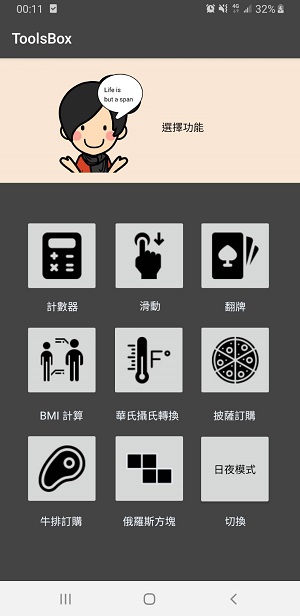 00:11
4G
32%
ToolsBox
Life is
but a span
選擇功能
計數器
滑動
翻牌
F°
BMI 計算
華氏攝氏轉換
披薩訂購
日夜模式
牛排訂購
俄羅斯方塊
切換